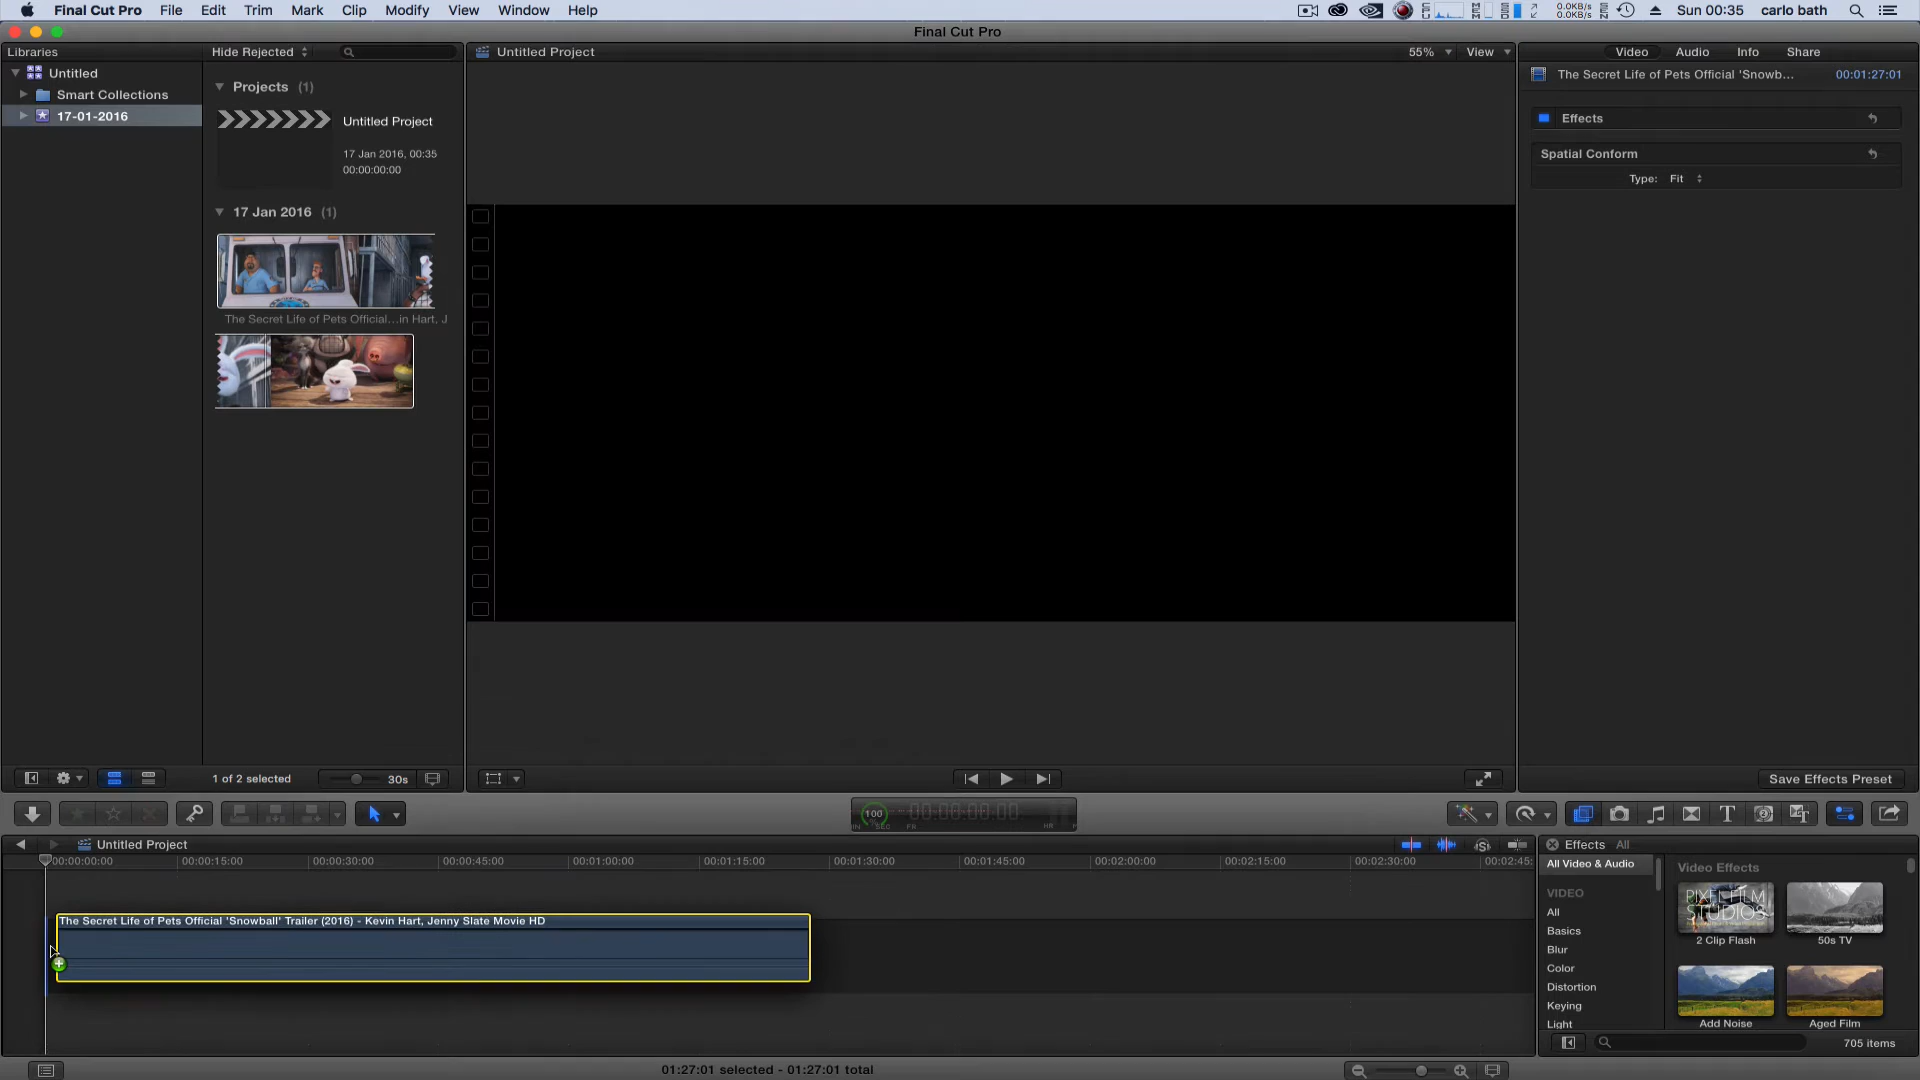 Final Cut Pro File Edit Trim Mark Clip Modify View Window Help
0.0KB/s
0.0KB/s
Sun 00:35 carlo bath
Final Cut Pro
Libraries
Hide Rejected
Untitled Project
55% View
Video Audio Info Share
Untitled
Smart Collections
17-01-2016
Projects (1)
Untitled Project
17 Jan 2016, 00:35
00:00:00:00
17 Jan 2016 (1)
The Secret Life of Pets Official...in Hart, J
The Secret Life of Pets Official 'Snowb... 00:01:27:01
Effects
Spatial Conform
Type: Fit
1 of 2 selected
30s
Save Effects Preset
100
Untitled Project
00:00:00:00 00:00:15:00 00:00:30:00 00:00:45:00 00:01:00:00 00:01:15:00 00:01:30:00 00:01:45:00 00:02:00:00 00:02:15:00 00:02:30:00 00:02:45:
The Secret Life of Pets Official 'Snowball' Trailer (2016) - Kevin Hart, Jenny Slate Movie HD
Effects All
All Video & Audio
VIDEO
All
Basics
Blur
Color
Distortion
Keying
Light
Video Effects
PIXEL FILM
STUDIOS
2 Clip Flash
50s TV
Add Noise
Aged Film
705 items
01:27:01 selected - 01:27:01 total